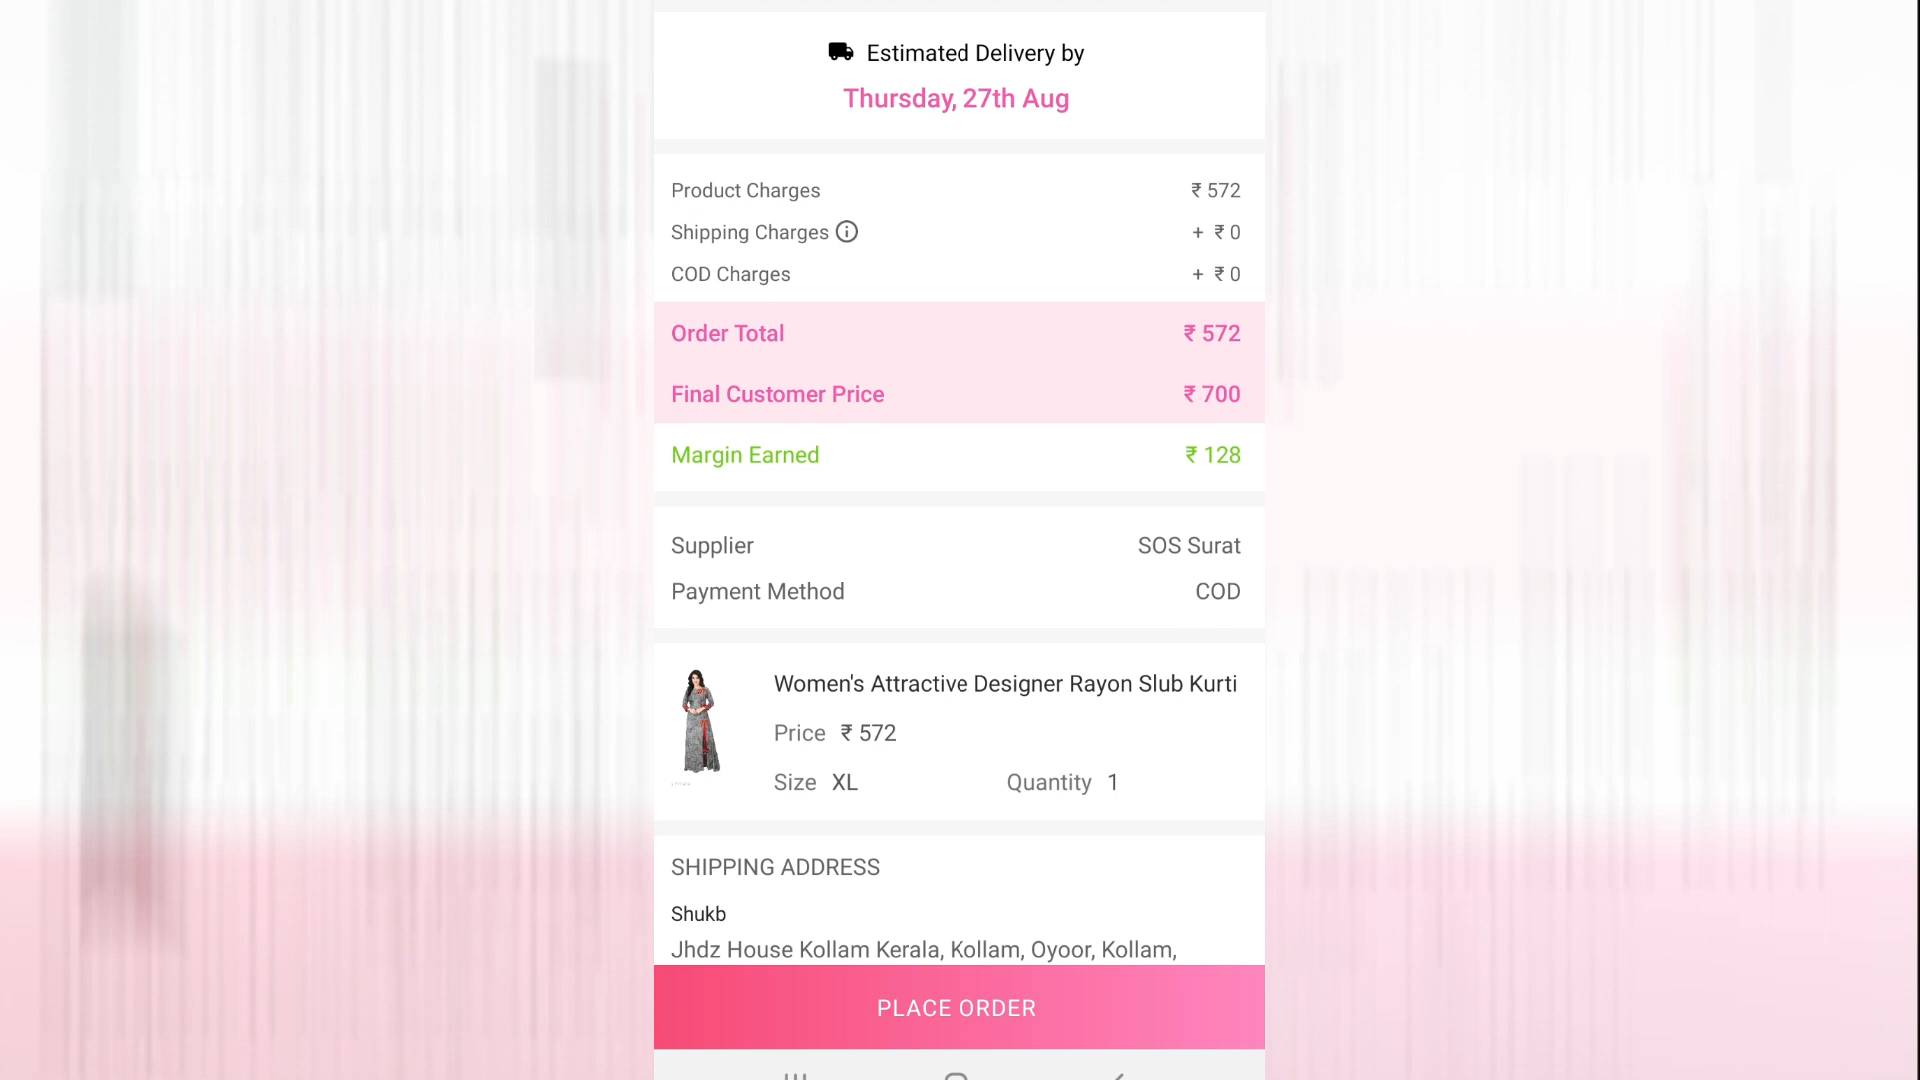 Estimated Delivery by
Thursday, 27th Aug
Product Charges ₹ 572
Shipping Charges + ₹ 0
COD Charges + ₹ 0
Order Total ₹ 572
Final Customer Price ₹ 700
Margin Earned ₹ 128
Supplier SOS Surat
Payment Method COD
Women's Attractive Designer Rayon Slub Kurti
Price ₹ 572
Size XL Quantity 1
SHIPPING ADDRESS
Shukb
Jhdz House Kollam Kerala, Kollam, Oyoor, Kollam,
PLACE ORDER